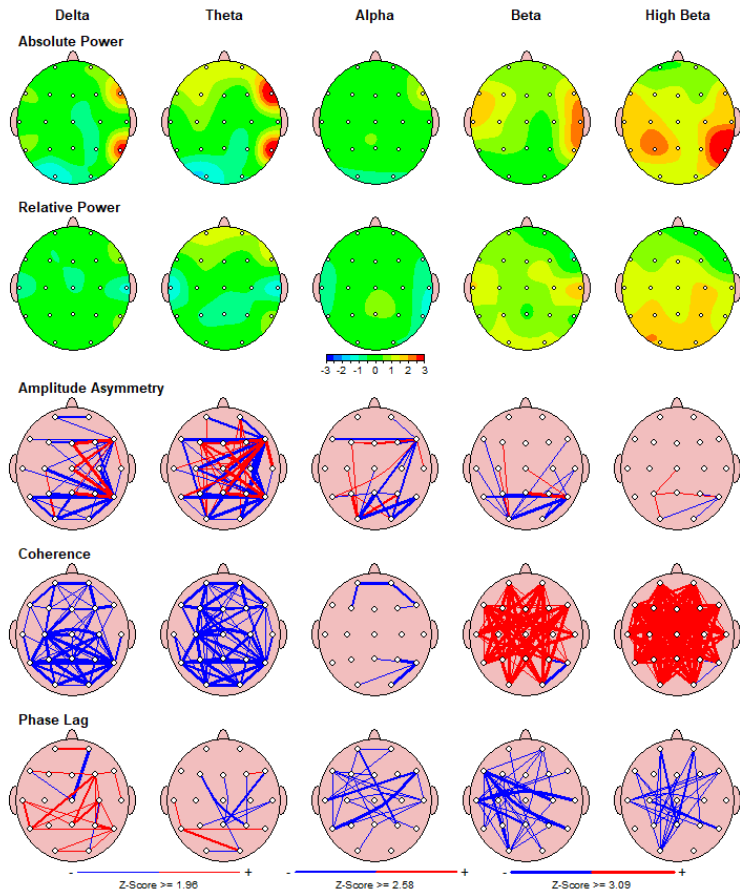 Delta Theta Alpha Beta High Beta
Absolute Power
Relative Power
-3 -2 -1 0 1 2 3
Amplitude Asymmetry
Coherence
Phase Lag
- + - + - +
Z-Score >= 1.96 Z-Score >= 2.58 Z-Score >= 3.09